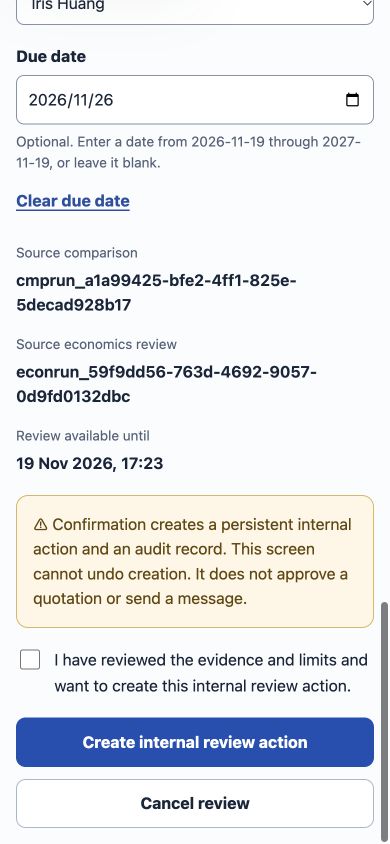 Iris Huang
Due date
2026/11/26
Optional. Enter a date from 2026-11-19 through 2027-
11-19, or leave it blank.
Clear due date
Source comparison
cmprun_a1a99425-bfe2-4ff1-825e-
5decad928b17
Source economics review
econrun_59f9dd56-763d-4692-9057-
0d9fd0132dbc
Review available until
19 Nov 2026, 17:23
⚠ Confirmation creates a persistent internal
action and an audit record. This screen
cannot undo creation. It does not approve a
quotation or send a message.
I have reviewed the evidence and limits and
want to create this internal review action.
Create internal review action
Cancel review